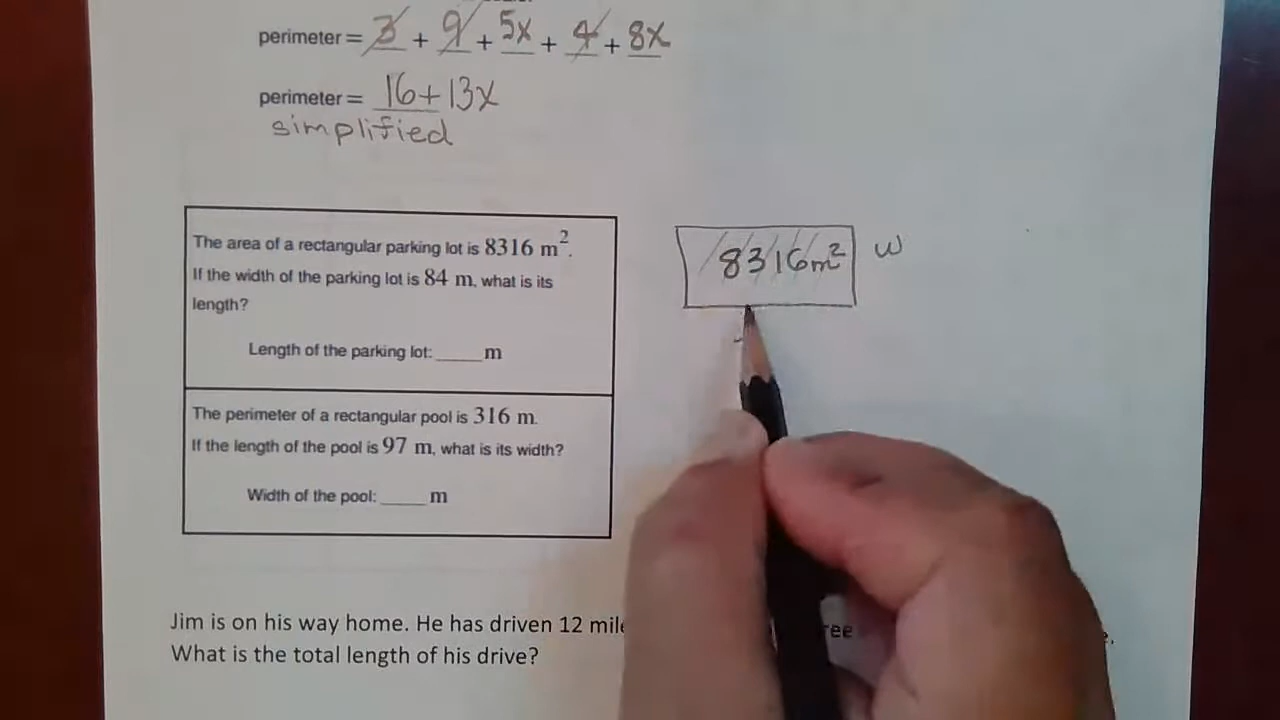 perimeter = 3 + 9 + 5x + 4 + 8x
perimeter = 16 + 13x
simplified
The area of a rectangular parking lot is 8316 m².
If the width of the parking lot is 84 m, what is its
length?
Length of the parking lot: _____ m
8316m² w
The perimeter of a rectangular pool is 316 m.
If the length of the pool is 97 m, what is its width?
Width of the pool: _____ m
Jim is on his way home. He has driven 12
What is the total length of his drive?